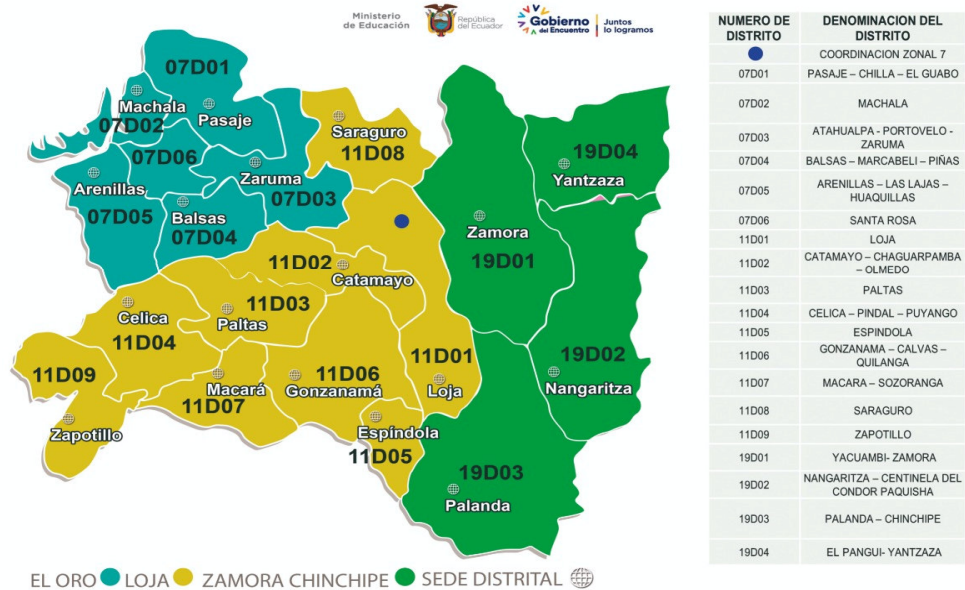 Ministerio
de Educación
República
del Ecuador
Gobierno
del Encuentro
Juntos
lo logramos
07D01
Machala
07D02
Pasaje
07D06
Arenillas
07D05
Zaruma
07D03
Balsas
07D04
Saraguro
11D08
11D02
Catamayo
11D03
Paltas
Celica
11D04
11D09
Zapotillo
Macará
11D07
11D06
Gonzanamá
11D01
Loja
Espíndola
11D05
19D04
Yantzaza
Zamora
19D01
19D02
Nangaritza
19D03
Palanda
EL ORO LOJA ZAMORA CHINCHIPE SEDE DISTRITAL
NUMERO DE DISTRITO DENOMINACION DEL DISTRITO
COORDINACION ZONAL 7
07D01 PASAJE – CHILLA – EL GUABO
07D02 MACHALA
07D03 ATAHUALPA - PORTOVELO - ZARUMA
07D04 BALSAS – MARCABELI – PIÑAS
07D05 ARENILLAS – LAS LAJAS – HUAQUILLAS
07D06 SANTA ROSA
11D01 LOJA
11D02 CATAMAYO – CHAGUARPAMBA – OLMEDO
11D03 PALTAS
11D04 CELICA – PINDAL – PUYANGO
11D05 ESPINDOLA
11D06 GONZANAMA – CALVAS – QUILANGA
11D07 MACARA – SOZORANGA
11D08 SARAGURO
11D09 ZAPOTILLO
19D01 YACUAMBI- ZAMORA
19D02 NANGARITZA – CENTINELA DEL CONDOR PAQUISHA
19D03 PALANDA – CHINCHIPE
19D04 EL PANGUI- YANTZAZA